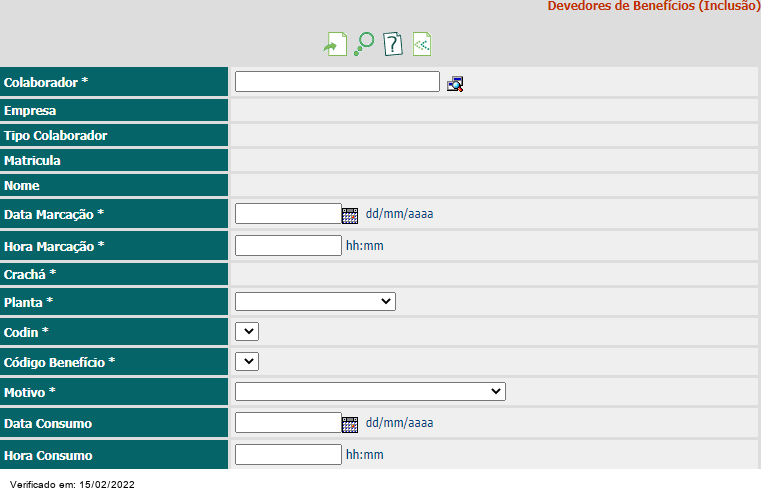 Devedores de Benefícios (Inclusão)
?
Colaborador *
Empresa
Tipo Colaborador
Matricula
Nome
Data Marcação * dd/mm/aaaa
Hora Marcação * hh:mm
Crachá *
Planta *
Codin *
Código Benefício *
Motivo *
Data Consumo dd/mm/aaaa
Hora Consumo hh:mm
Verificado em: 15/02/2022